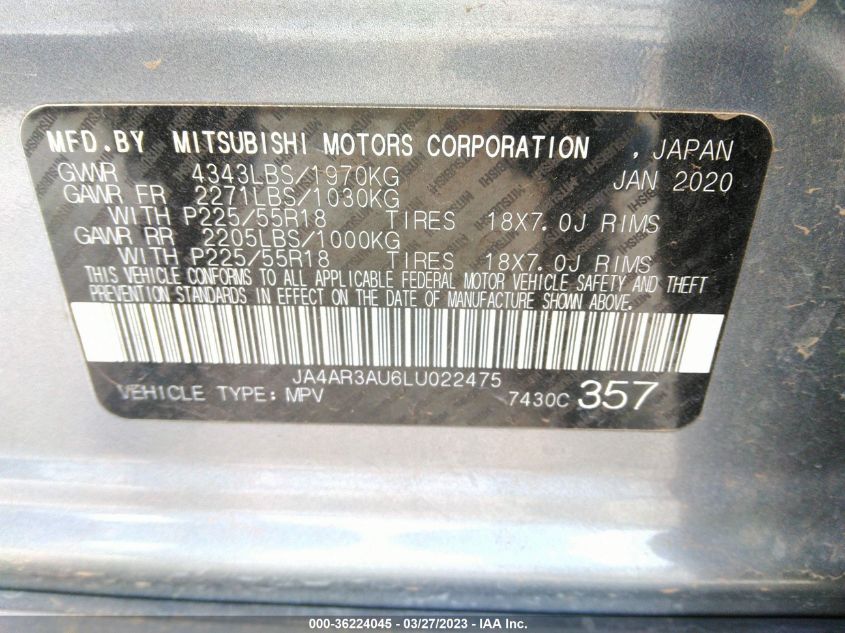 MFD.BY MITSUBISHI MOTORS CORPORATION , JAPAN
GVWR 4343LBS/1970KG JAN 2020
GAWR FR 2271LBS/1030KG
WITH P225/55R18 TIRES 18X7.0J RIMS
GAWR RR 2205LBS/1000KG
WITH P225/55R18 TIRES 18X7.0J RIMS
THIS VEHICLE CONFORMS TO ALL APPLICABLE FEDERAL MOTOR VEHICLE SAFETY AND THEFT
PREVENTION STANDARDS IN EFFECT ON THE DATE OF MANUFACTURE SHOWN ABOVE.
JA4AR3AU6LU022475
VEHICLE TYPE: MPV 7430C 357
#36224045 - 03/27/2023 - IAA Inc.